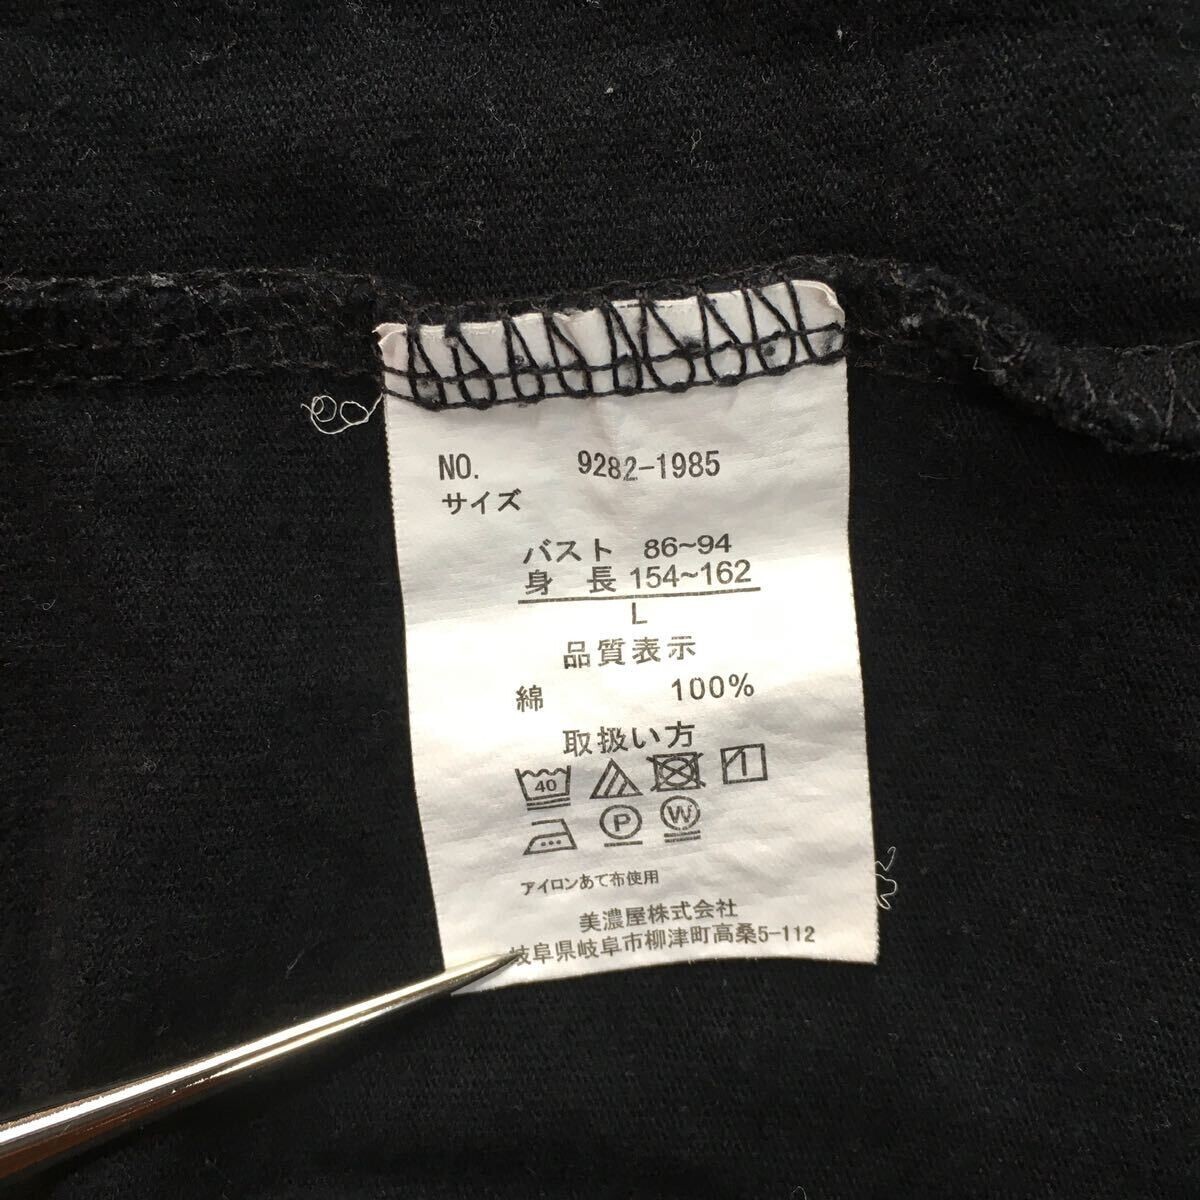 NO. 9282-1985
サイズ
バスト 86~94
身 長 154~162
L
品質表示
綿 100%
取扱い方
40
P W
アイロンあて布使用
美濃屋株式会社
岐阜県岐阜市柳津町高桑5-112